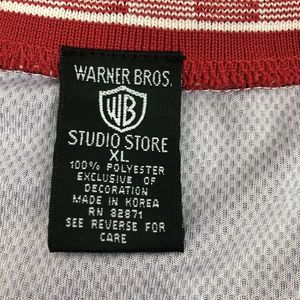 WARNER BROS.
WB
STUDIO STORE
XL
100% POLYESTER
EXCLUSIVE OF
DECORATION
MADE IN KOREA
RN 82871
SEE REVERSE FOR
CARE